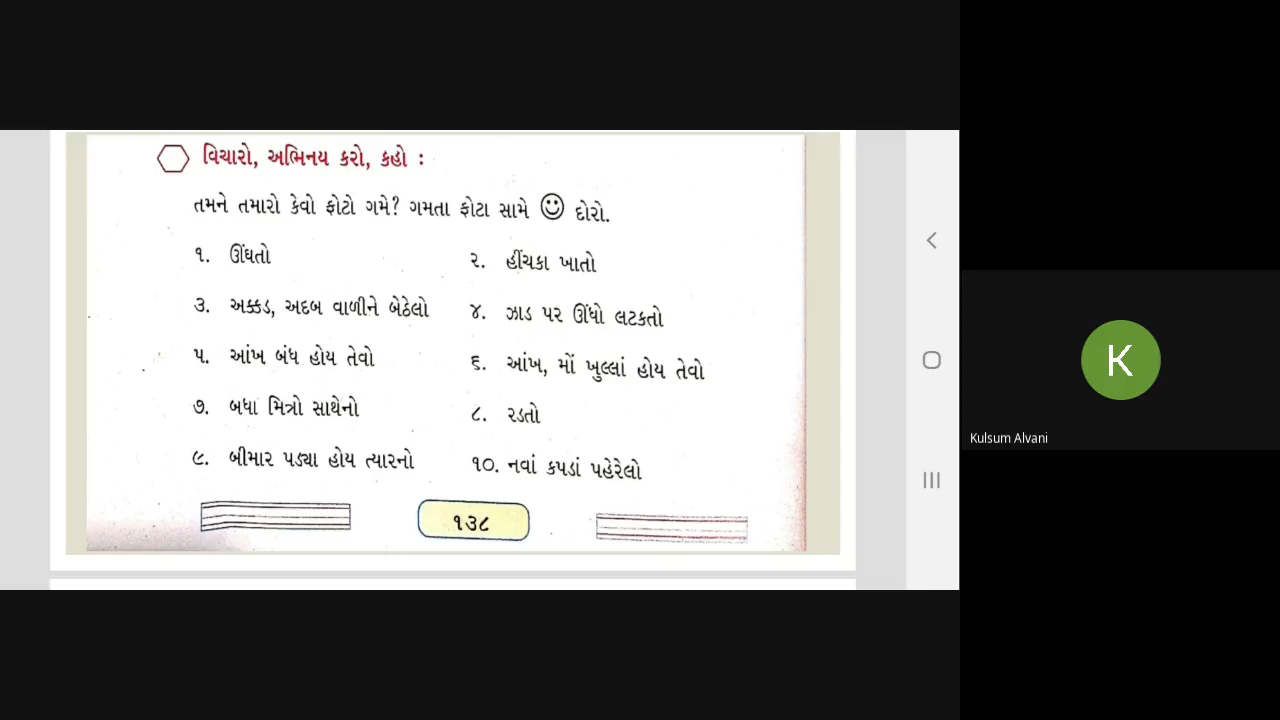 વિચારો, અભિનય કરો, કહો :
તમને તમારો કેવો ફોટો ગમે? ગમતા ફોટા સામે ☺ દોરો.
૧. ઊંઘતો
૨. હીંચકા ખાતો
૩. અક્કડ, અદબ વાળીને બેઠેલો
૪. ઝાડ પર ઊંધો લટકતો
૫. આંખ બંધ હોય તેવો
૬. આંખ, મોં ખુલ્લાં હોય તેવો
૭. બધા મિત્રો સાથેનો
૮. રડતો
૯. બીમાર પડ્યા હોય ત્યારનો
૧૦. નવાં કપડાં પહેરેલો
૧૩૮
K
Kulsum Alvani